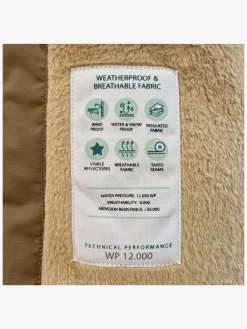 WEATHERPROOF &
BREATHABLE FABRIC
WIND PROOF
WATER & SNOW PROOF
INSULATED FABRIC
VISIBLE REFLECTORES
BREATHABLE FABRIC
TAPED SEAMS
WATER PRESSURE: 12.000 WP
BREATHABILITY: 8.000
ABRASION RESISTANCE: >50.000
TECHNICAL PERFORMANCE
WP 12.000